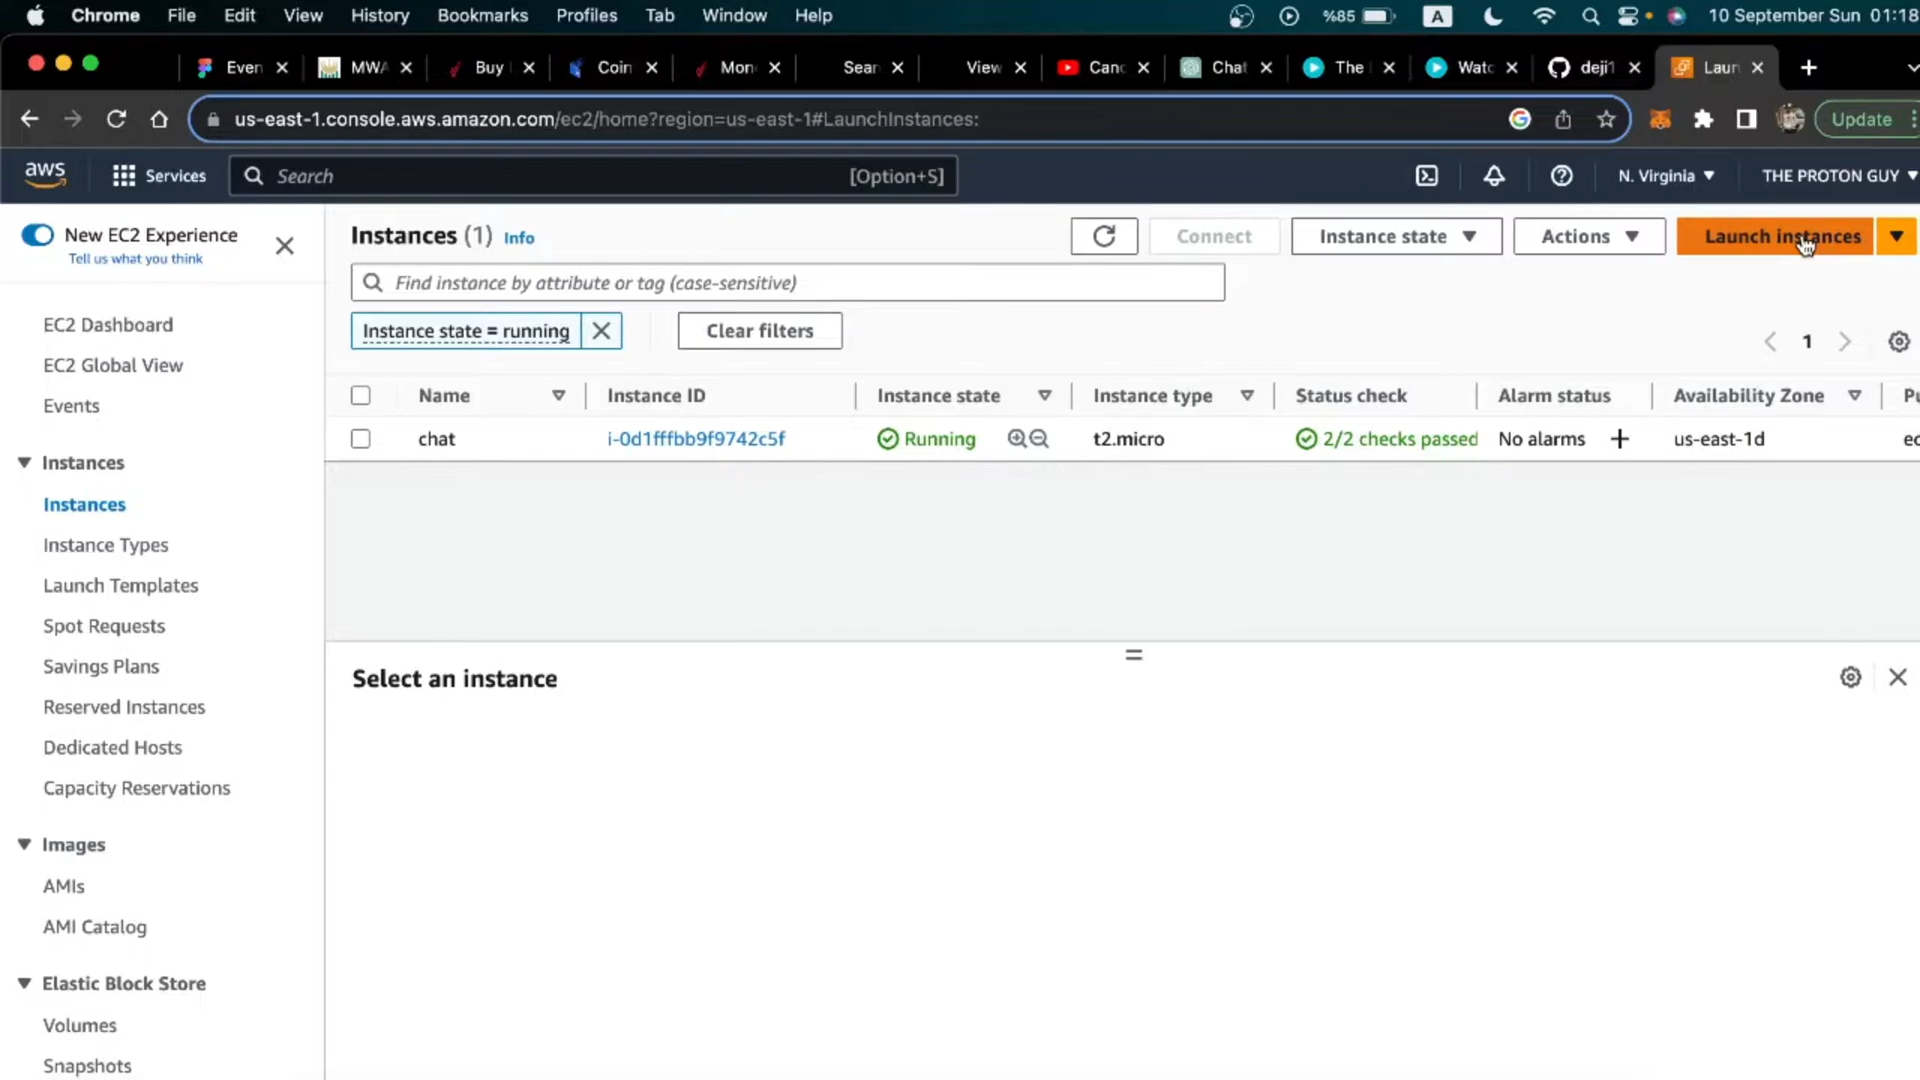 Chrome File Edit View History Bookmarks Profiles Tab Window Help %85 A 10 September Sun 01:18
Even MWA Buy Coin Mon Sear View Canc Chat The Watc deji1 Laun
us-east-1.console.aws.amazon.com/ec2/home?region=us-east-1#LaunchInstances: Update
aws Services Search [Option+S] N. Virginia THE PROTON GUY
New EC2 Experience
Tell us what you think
EC2 Dashboard
EC2 Global View
Events
Instances
Instances
Instance Types
Launch Templates
Spot Requests
Savings Plans
Reserved Instances
Dedicated Hosts
Capacity Reservations
Images
AMIs
AMI Catalog
Elastic Block Store
Volumes
Snapshots
Instances (1) Info Connect Instance state Actions Launch instances
Find instance by attribute or tag (case-sensitive)
Instance state = running Clear filters
1
Name Instance ID Instance state Instance type Status check Alarm status Availability Zone Pu
chat i-0d1fffbb9f9742c5f Running t2.micro 2/2 checks passed No alarms us-east-1d ec
Select an instance